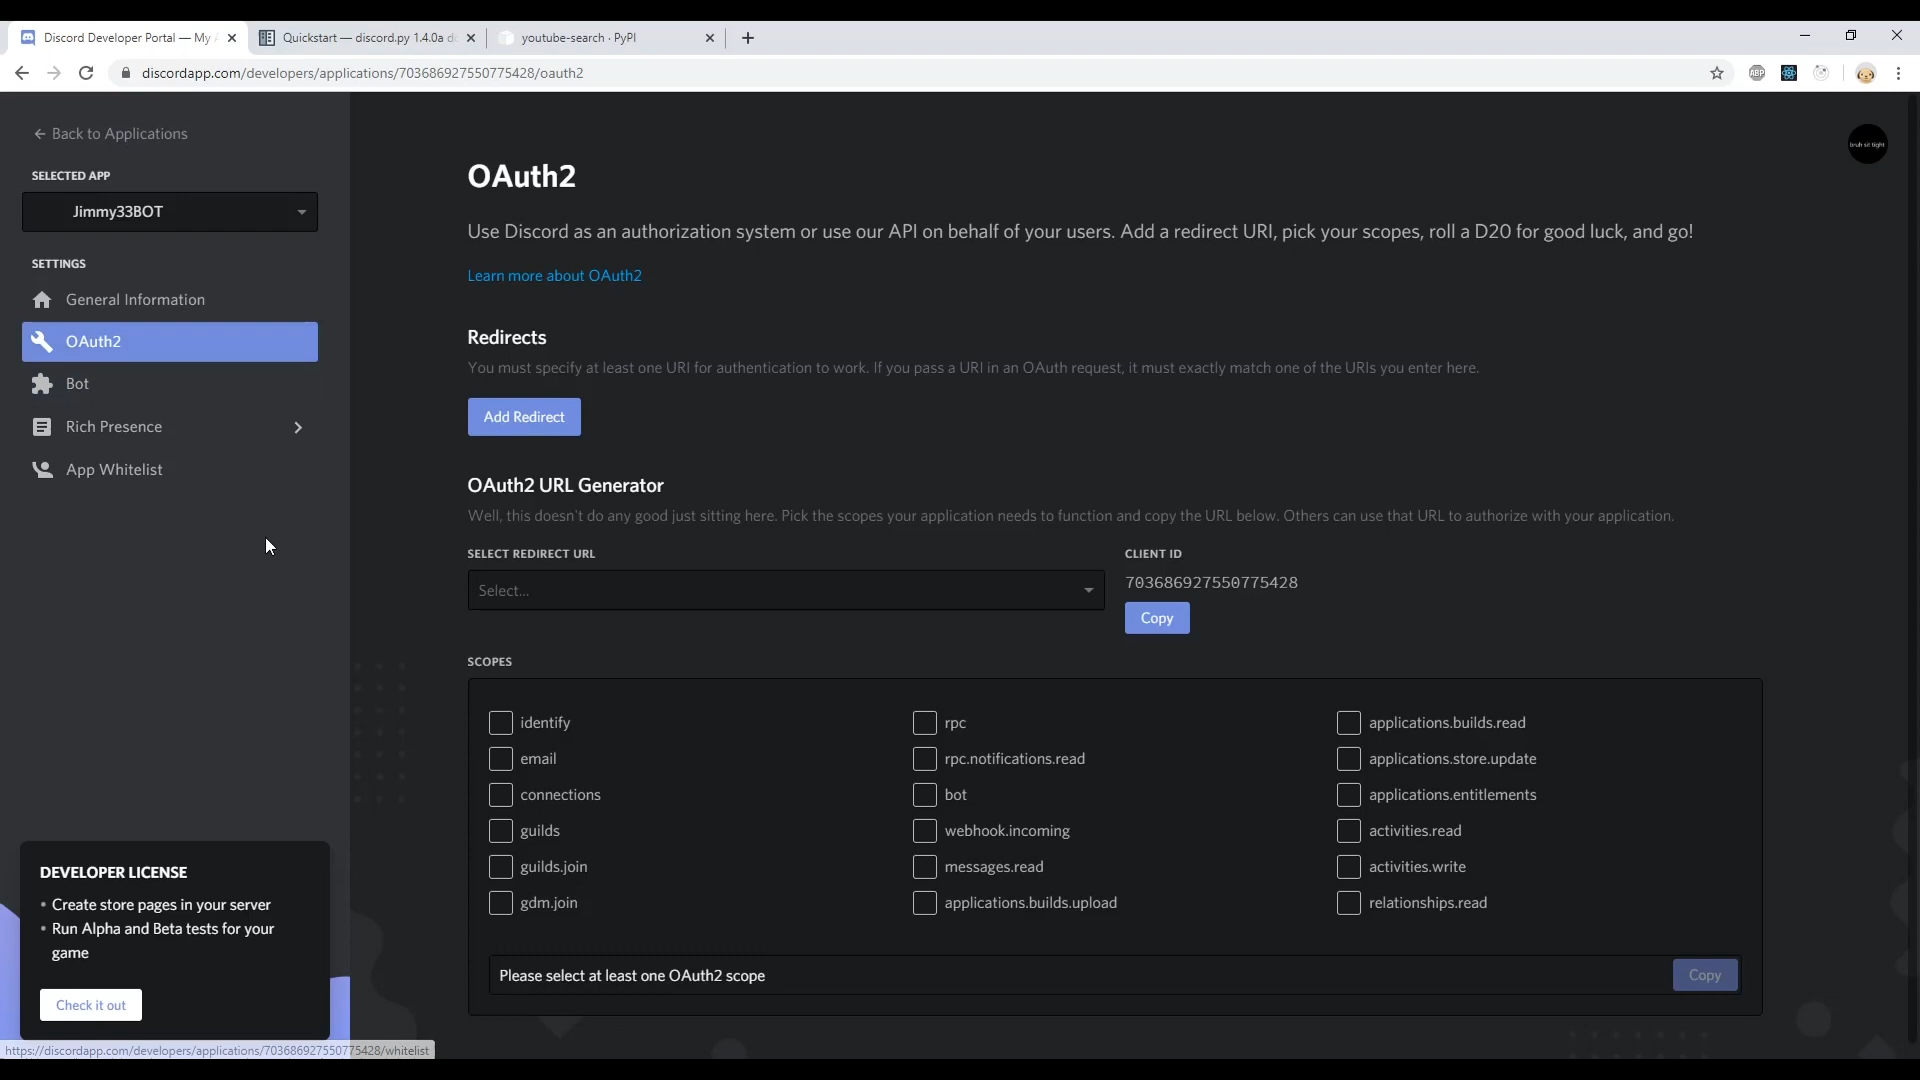 Discord Developer Portal — My A
Quickstart — discord.py 1.4.0a d
youtube-search · PyPI
discordapp.com/developers/applications/703686927550775428/oauth2
ABP
← Back to Applications
SELECTED APP
Jimmy33BOT
SETTINGS
General Information
OAuth2
Bot
Rich Presence
App Whitelist
DEVELOPER LICENSE
• Create store pages in your server
• Run Alpha and Beta tests for your
game
Check it out
https://discordapp.com/developers/applications/703686927550775428/whitelist
bruh sit tight
OAuth2
Use Discord as an authorization system or use our API on behalf of your users. Add a redirect URI, pick your scopes, roll a D20 for good luck, and go!
Learn more about OAuth2
Redirects
You must specify at least one URI for authentication to work. If you pass a URI in an OAuth request, it must exactly match one of the URIs you enter here.
Add Redirect
OAuth2 URL Generator
Well, this doesn't do any good just sitting here. Pick the scopes your application needs to function and copy the URL below. Others can use that URL to authorize with your application.
SELECT REDIRECT URL
Select...
CLIENT ID
703686927550775428
Copy
SCOPES
identify
email
connections
guilds
guilds.join
gdm.join
rpc
rpc.notifications.read
bot
webhook.incoming
messages.read
applications.builds.upload
applications.builds.read
applications.store.update
applications.entitlements
activities.read
activities.write
relationships.read
Please select at least one OAuth2 scope
Copy